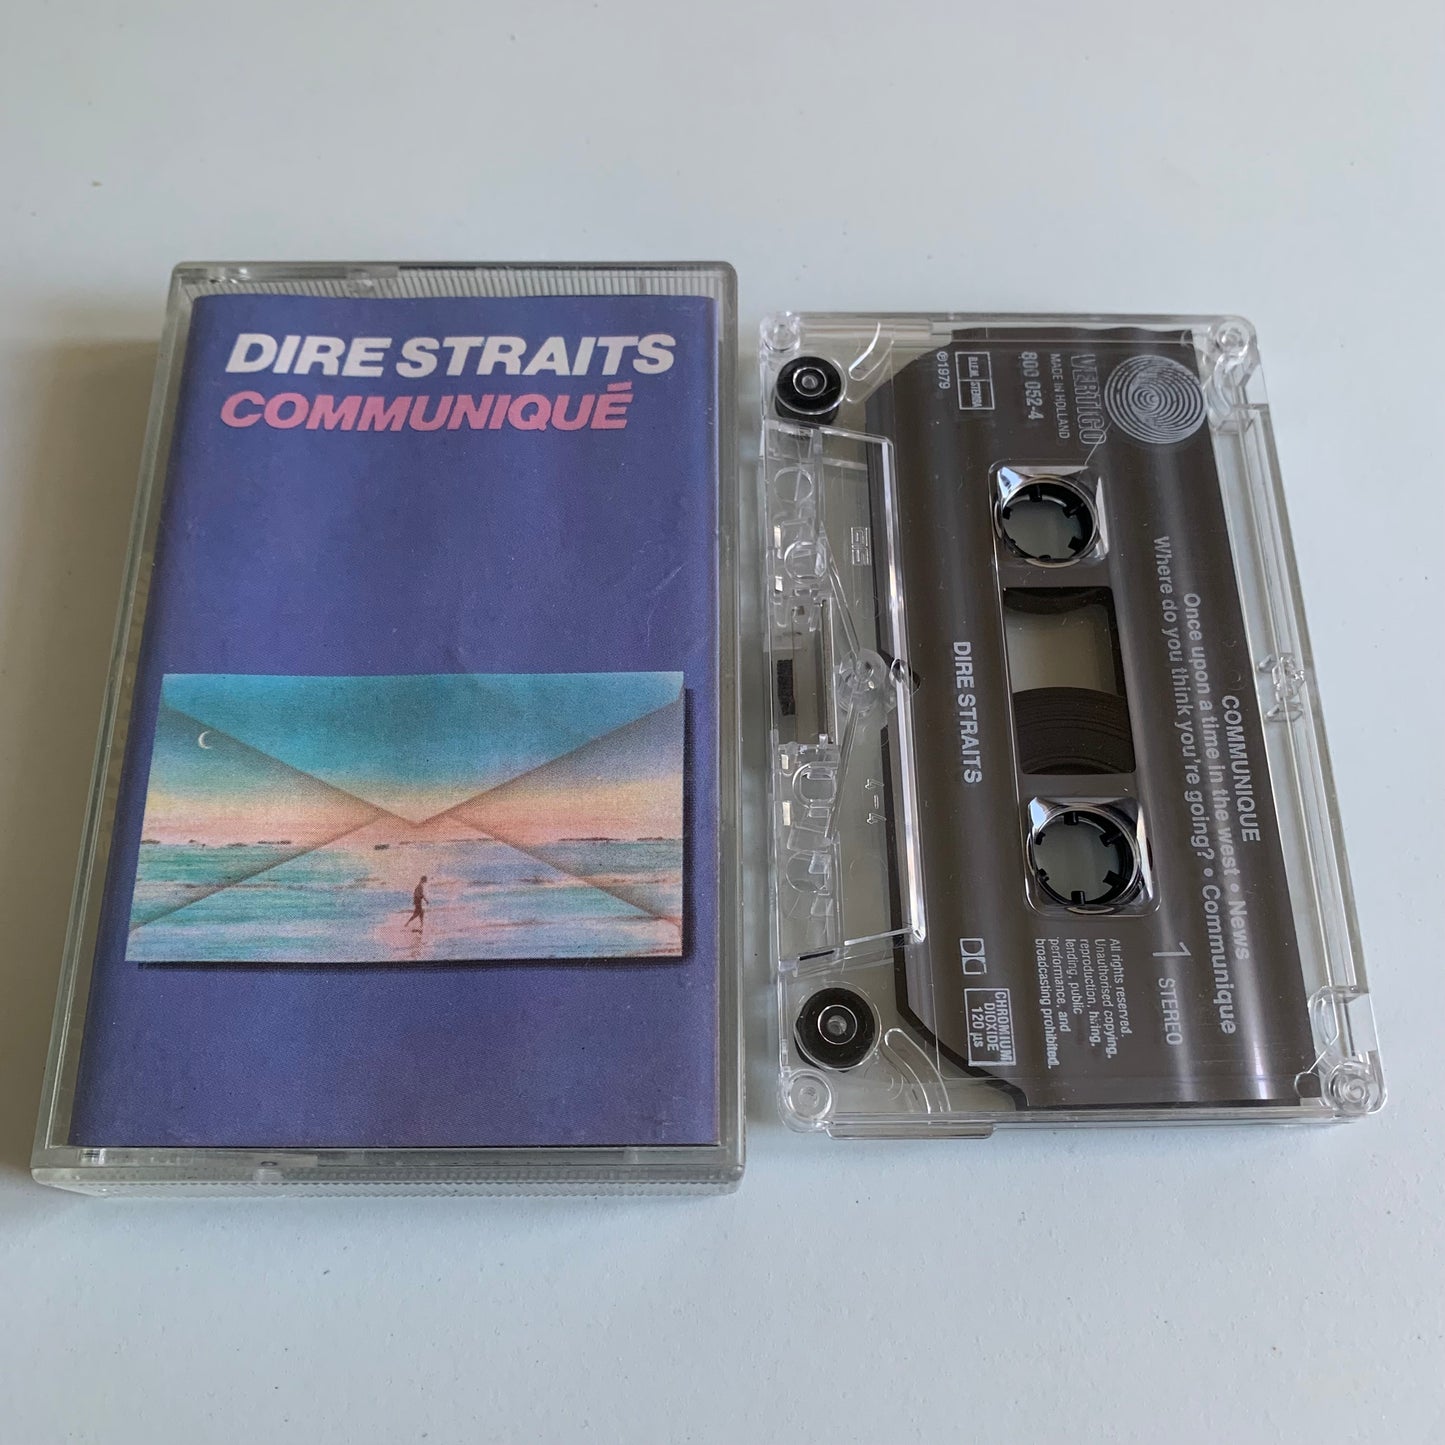 DIRE STRAITS
COMMUNIQUÉ
VERTIGO
800 052-4
MADE IN HOLLAND
B.I.E.M. STEMRA
℗1979
COMMUNIQUE
Once upon a time in the west • News
Where do you think you're going? • Communique
DIRE STRAITS
1
STEREO
All rights reserved.
Unauthorised copying,
reproduction, hiring,
lending, public
performance, and
broadcasting prohibited.
CHROMIUM
DIOXIDE
120 µs